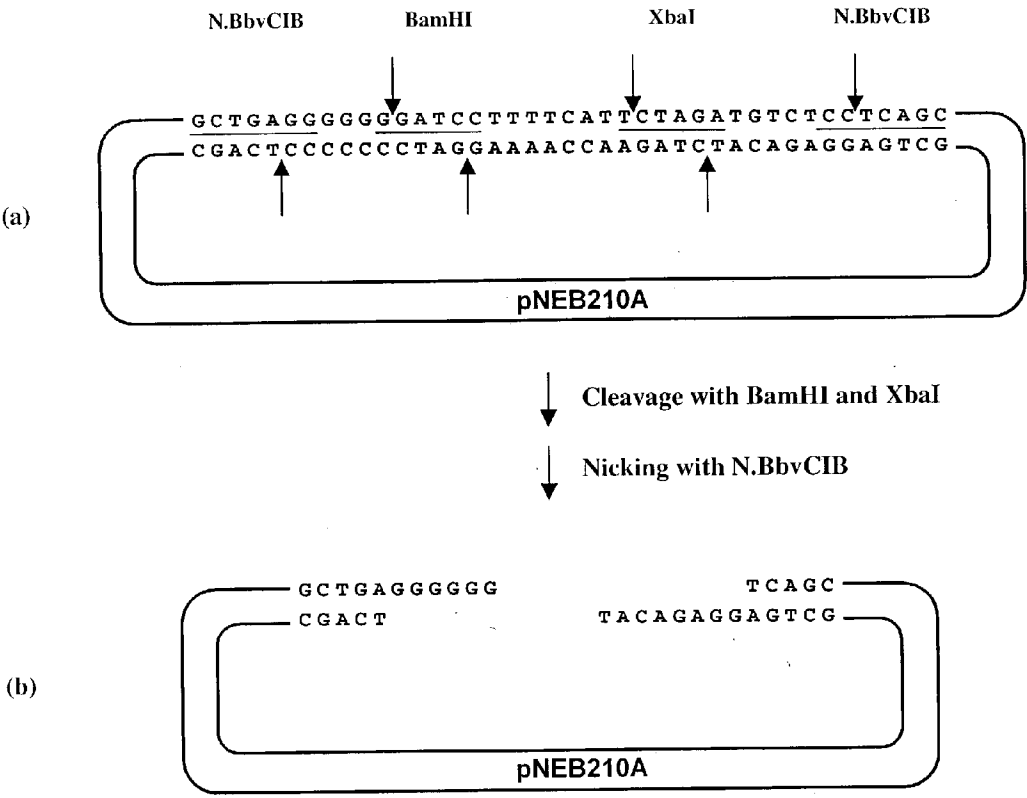 N.BbvCIB BamHI XbaI N.BbvCIB
GCTGAGGGGGGGATCCTTTTCATTCTAGATGTCTCCTCAGC
CGACTCCCCCCCTAGGAAAACCAAGATCTACAGAGGAGTCG
(a)
pNEB210A
Cleavage with BamHI and XbaI
Nicking with N.BbvCIB
GCTGAGGGGGG TCAGC
CGACT TACAGAGGAGTCG
(b)
pNEB210A